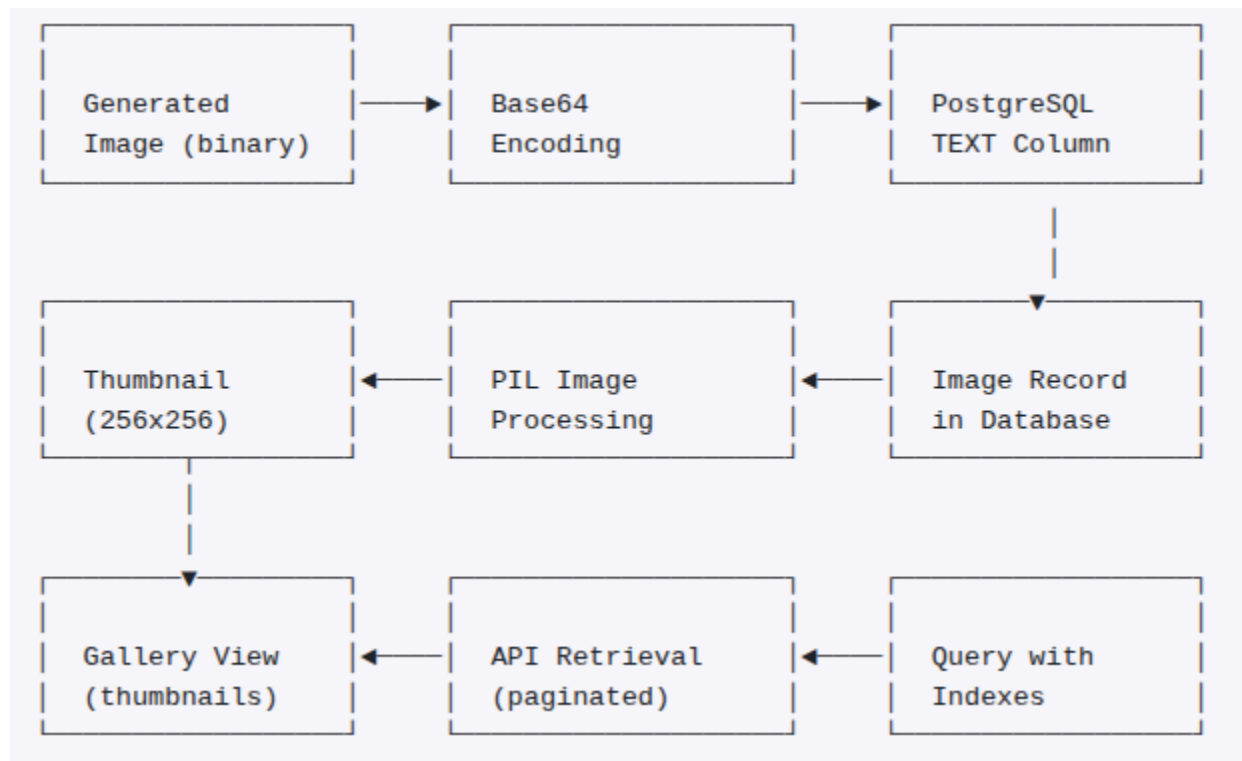 Generated
Image (binary)
Base64
Encoding
PostgreSQL
TEXT Column
Thumbnail
(256x256)
PIL Image
Processing
Image Record
in Database
Gallery View
(thumbnails)
API Retrieval
(paginated)
Query with
Indexes